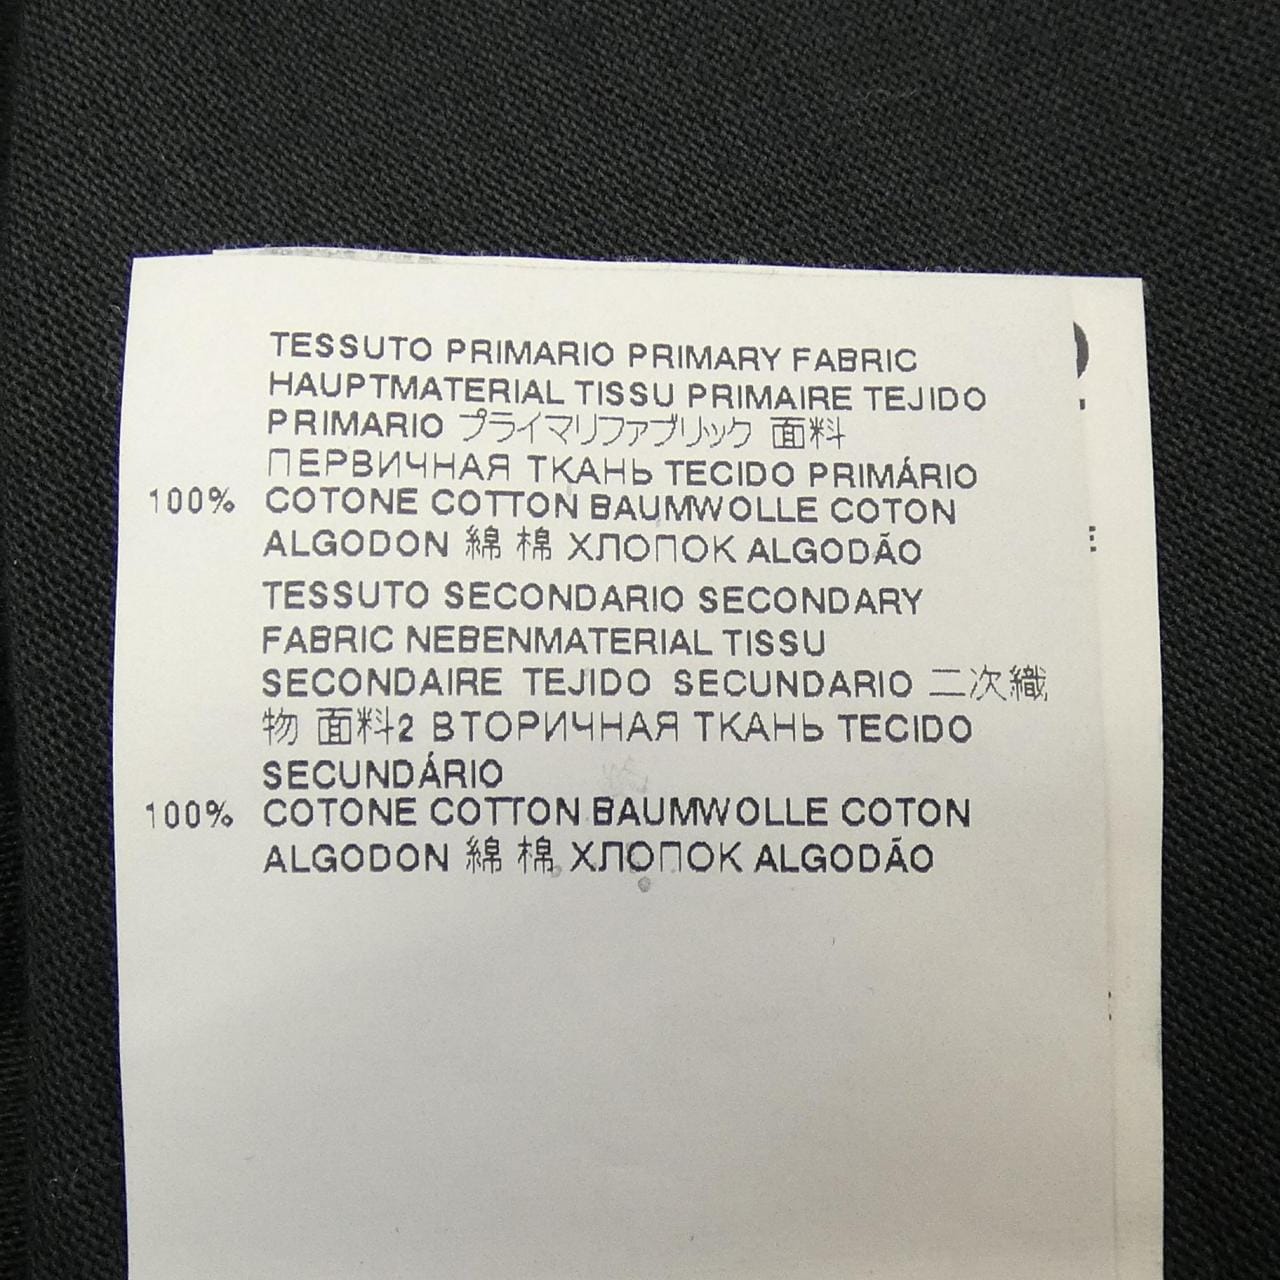 TESSUTO PRIMARIO PRIMARY FABRIC
HAUPTMATERIAL TISSU PRIMAIRE TEJIDO
PRIMARIO プライマリファブリック 面料
ПЕРВИЧНАЯ ТКАНЬ TECIDO PRIMÁRIO
100% COTONE COTTON BAUMWOLLE COTON
ALGODON 綿 棉 ХЛОПОК ALGODÃO
TESSUTO SECONDARIO SECONDARY
FABRIC NEBENMATERIAL TISSU
SECONDAIRE TEJIDO SECUNDARIO 二次織
物 面料2 ВТОРИЧНАЯ ТКАНЬ TECIDO
SECUNDÁRIO
100% COTONE COTTON BAUMWOLLE COTON
ALGODON 綿 棉 ХЛОПОК ALGODÃO